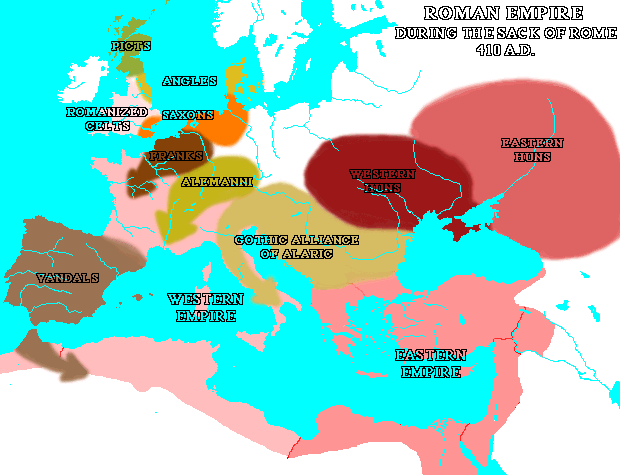 ROMAN EMPIRE
DURING THE SACK OF ROME
410 A.D.
PICTS
ANGLES
ROMANIZED
CELTS
SAXONS
FRANKS
ALEMANNI
WESTERN
HUNS
EASTERN
HUNS
GOTHIC ALLIANCE
OF ALARIC
VANDALS
WESTERN
EMPIRE
EASTERN
EMPIRE